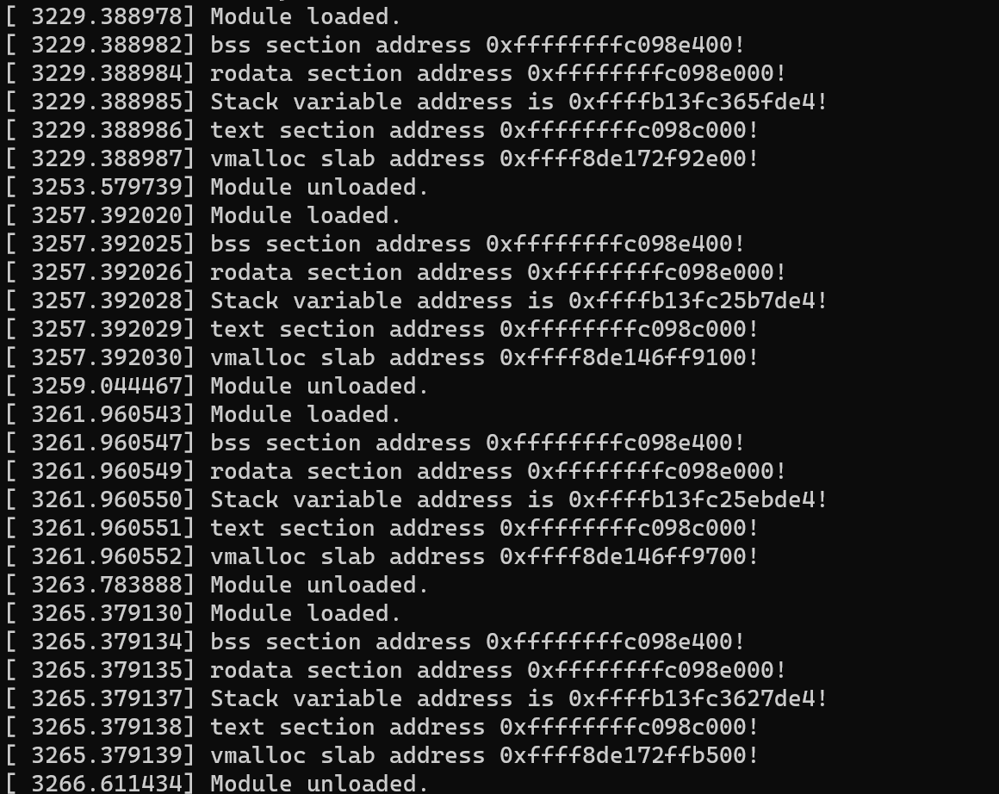 [ 3229.388978] Module loaded.
[ 3229.388982] bss section address 0xffffffffc098e400!
[ 3229.388984] rodata section address 0xffffffffc098e000!
[ 3229.388985] Stack variable address is 0xffffb13fc365fde4!
[ 3229.388986] text section address 0xffffffffc098c000!
[ 3229.388987] vmalloc slab address 0xffff8de172f92e00!
[ 3253.579739] Module unloaded.
[ 3257.392020] Module loaded.
[ 3257.392025] bss section address 0xffffffffc098e400!
[ 3257.392026] rodata section address 0xffffffffc098e000!
[ 3257.392028] Stack variable address is 0xffffb13fc25b7de4!
[ 3257.392029] text section address 0xffffffffc098c000!
[ 3257.392030] vmalloc slab address 0xffff8de146ff9100!
[ 3259.044467] Module unloaded.
[ 3261.960543] Module loaded.
[ 3261.960547] bss section address 0xffffffffc098e400!
[ 3261.960549] rodata section address 0xffffffffc098e000!
[ 3261.960550] Stack variable address is 0xffffb13fc25ebde4!
[ 3261.960551] text section address 0xffffffffc098c000!
[ 3261.960552] vmalloc slab address 0xffff8de146ff9700!
[ 3263.783888] Module unloaded.
[ 3265.379130] Module loaded.
[ 3265.379134] bss section address 0xffffffffc098e400!
[ 3265.379135] rodata section address 0xffffffffc098e000!
[ 3265.379137] Stack variable address is 0xffffb13fc3627de4!
[ 3265.379138] text section address 0xffffffffc098c000!
[ 3265.379139] vmalloc slab address 0xffff8de172ffb500!
[ 3266.611434] Module unloaded.